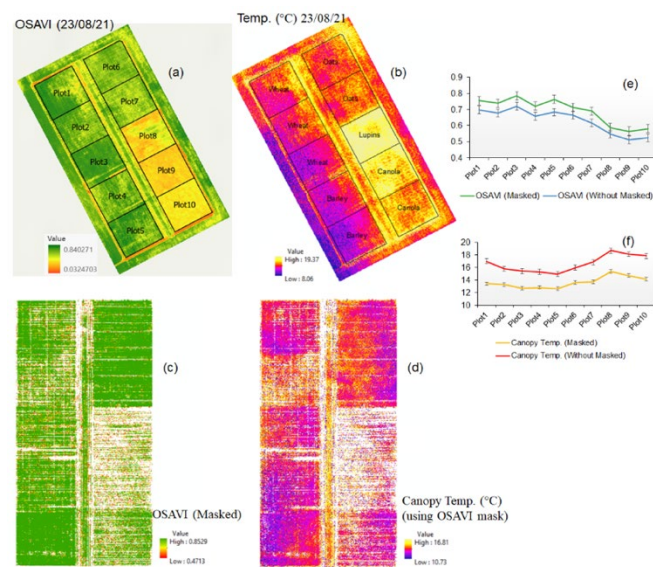 OSAVI (23/08/21)
(a)
Plot1
Plot2
Plot3
Plot4
Plot5
Plot6
Plot7
Plot8
Plot9
Plot10
Value
0.840271
0.0324703
Temp. (°C) 23/08/21
(b)
Wheat
Wheat
Wheat
Barley
Barley
Oats
Oats
Lupins
Canola
Canola
Value
High : 19.37
Low : 8.06
(e)
0.9
0.8
0.7
0.6
0.5
0.4
Plot1
Plot2
Plot3
Plot4
Plot5
Plot6
Plot7
Plot8
Plot9
Plot10
OSAVI (Masked)
OSAVI (Without Masked)
(f)
18
16
14
12
Plot1
Plot2
Plot3
Plot4
Plot5
Plot6
Plot7
Plot8
Plot9
Plot10
Canopy Temp. (Masked)
Canopy Temp. (Without Masked)
(c)
OSAVI (Masked)
Value
High : 0.8529
Low : 0.4713
(d)
Canopy Temp. (°C)
(using OSAVI mask)
Value
High : 16.81
Low : 10.73